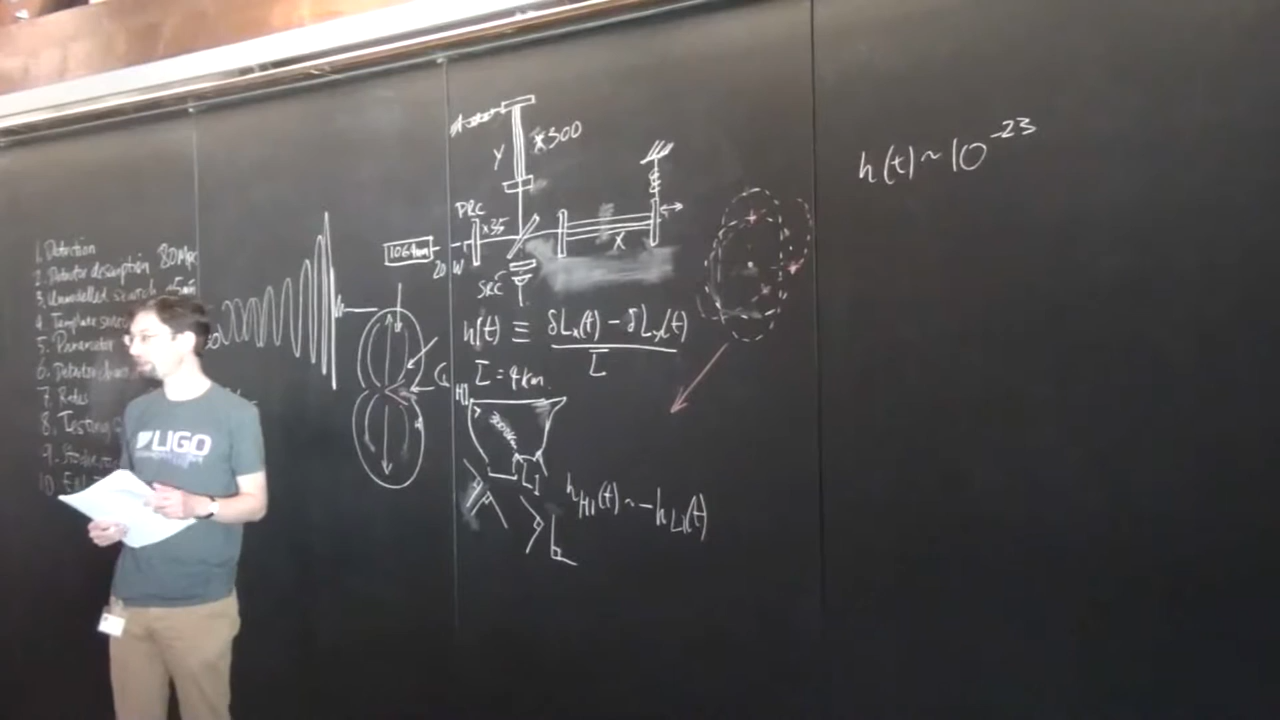 1. Detection
2. Detector description 80Mpc
3. Unmodelled search
4. Template
5. Parameter
6. Detector
7. Rates
8. Testing
9.
10.
LIGO
Y ×300
PRC
×35
1064nm
20 W
X
SRC
h(t) ≡ δLx(t) - δLy(t)
L
L = 4km
H1
3000km
L1
hH1(t) ~ -hL1(t)
h(t) ~ 10^-23